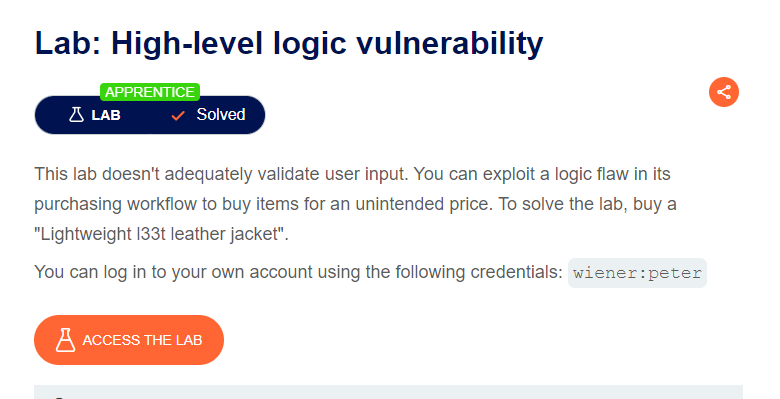 Lab: High-level logic vulnerability
APPRENTICE
LAB Solved
This lab doesn't adequately validate user input. You can exploit a logic flaw in its
purchasing workflow to buy items for an unintended price. To solve the lab, buy a
"Lightweight l33t leather jacket".
You can log in to your own account using the following credentials: wiener:peter
ACCESS THE LAB